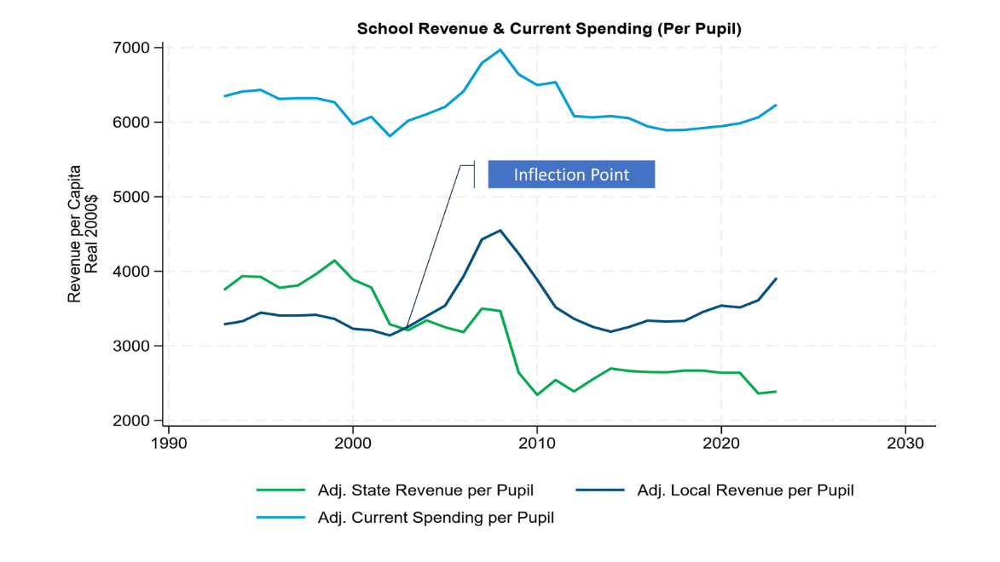 School Revenue & Current Spending (Per Pupil)
7000
6000
5000
4000
3000
2000
Revenue per Capita
Real 2000$
Inflection Point
1990
2000
2010
2020
2030
Adj. State Revenue per Pupil
Adj. Local Revenue per Pupil
Adj. Current Spending per Pupil